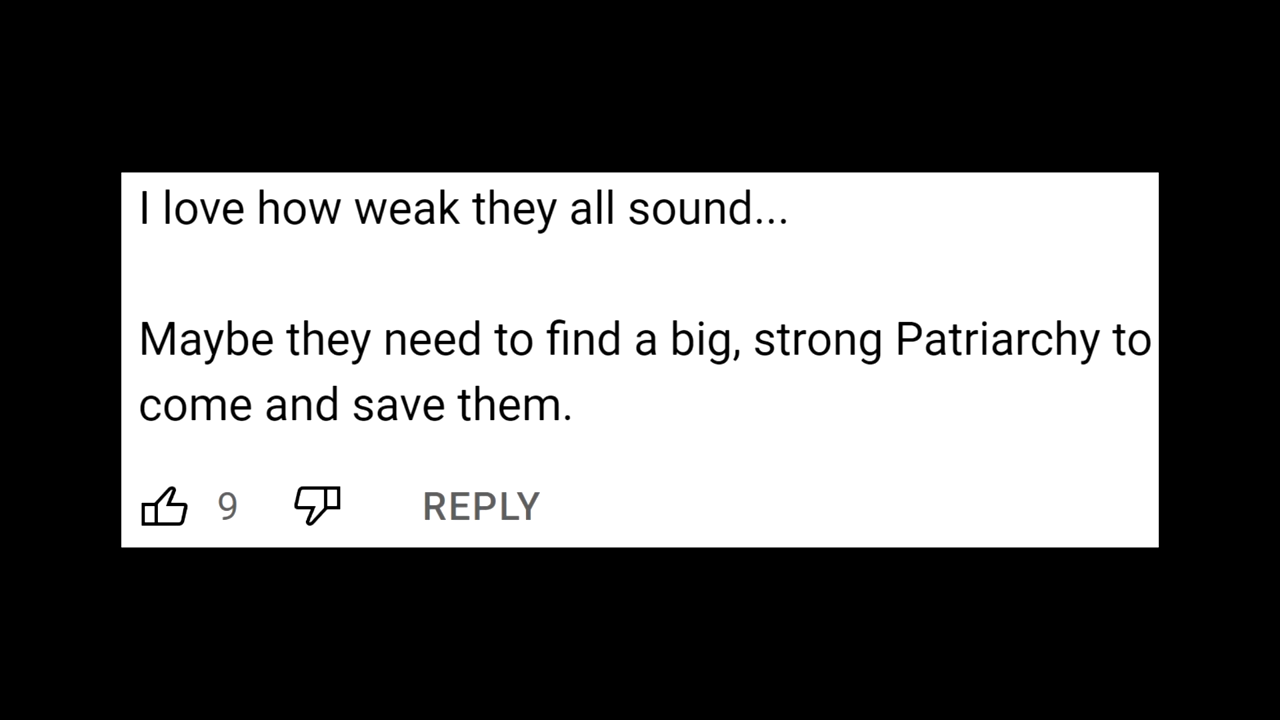 I love how weak they all sound...
Maybe they need to find a big, strong Patriarchy to
come and save them.
9 REPLY